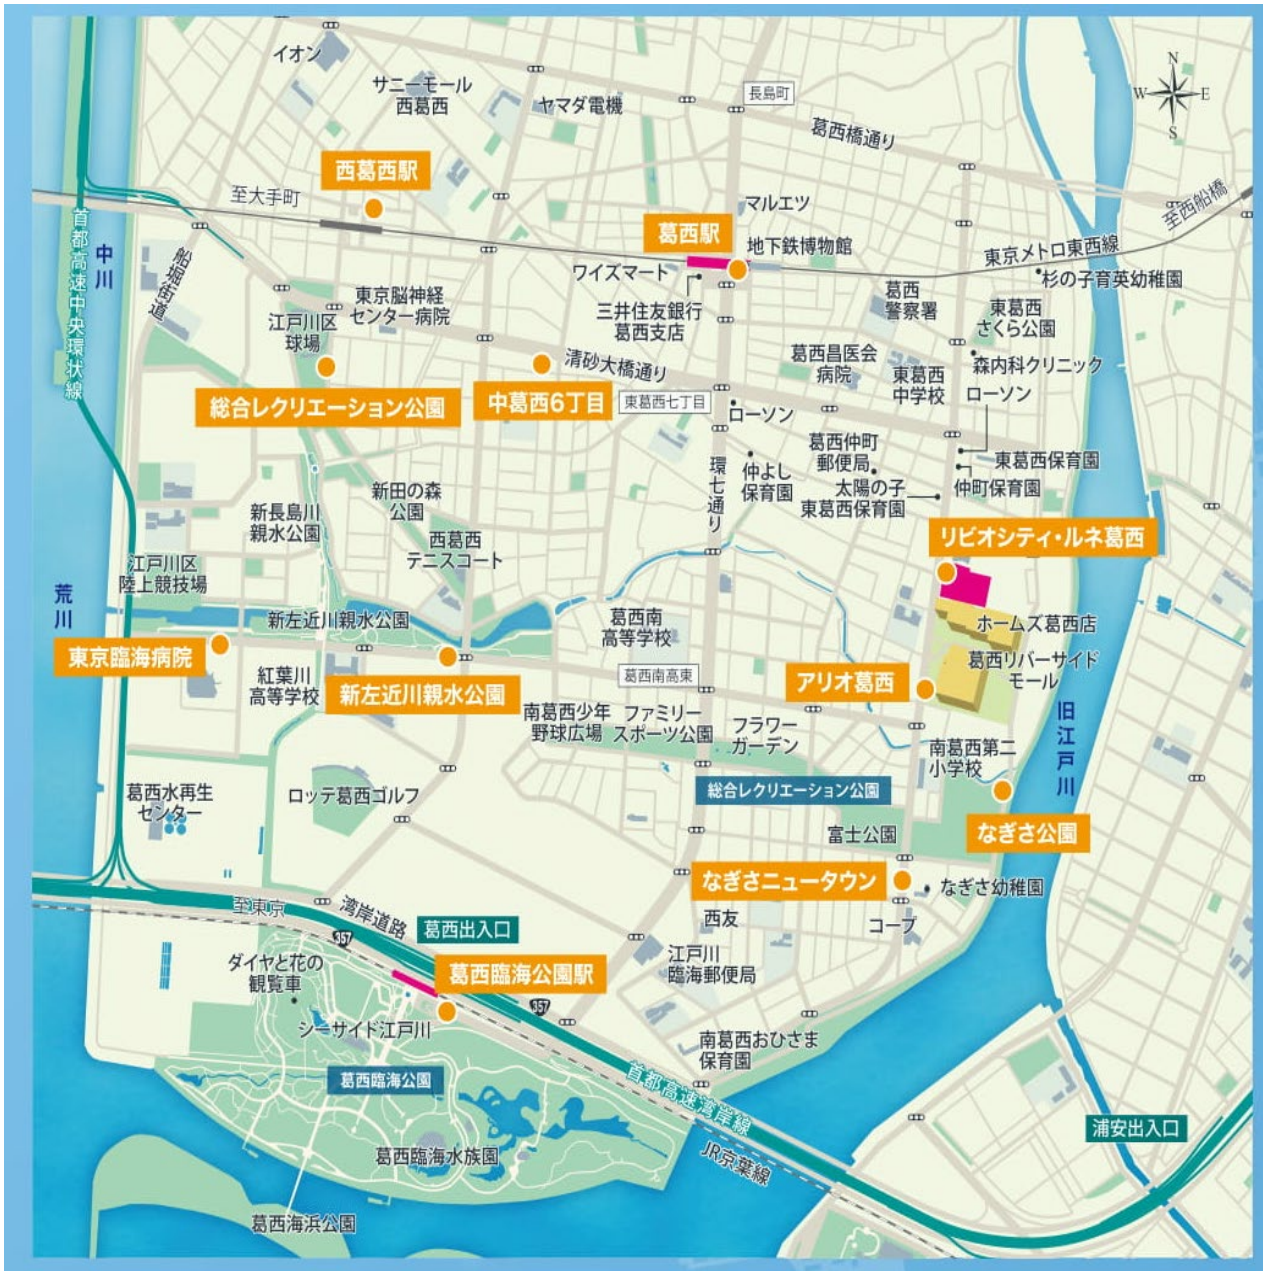 イオン
サニーモール
西葛西
ヤマダ電機
長島町
葛西橋通り
N
W
E
S
西葛西駅
至大手町
葛西駅
マルエツ
地下鉄博物館
至西船橋
東京メトロ東西線
杉の子育英幼稚園
首都高速中央環状線
中川
船堀街道
ワイズマート
三井住友銀行
葛西支店
葛西
警察署
東葛西
さくら公園
江戸川区
球場
東京脳神経
センター病院
清砂大橋通り
葛西昌医会
病院
東葛西
中学校
森内科クリニック
ローソン
総合レクリエーション公園
中葛西6丁目
東葛西七丁目
ローソン
環七通り
仲よし
保育園
葛西仲町
郵便局
太陽の子
東葛西保育園
東葛西保育園
仲町保育園
新田の森
公園
新長島川
親水公園
西葛西
テニスコート
リビオシティ・ルネ葛西
江戸川区
陸上競技場
荒川
新左近川親水公園
葛西南
高等学校
ホームズ葛西店
葛西リバーサイド
モール
東京臨海病院
紅葉川
高等学校
新左近川親水公園
葛西南高東
アリオ葛西
南葛西少年
野球広場
ファミリー
スポーツ公園
フラワー
ガーデン
旧江戸川
南葛西第二
小学校
葛西水再生
センター
ロッテ葛西ゴルフ
総合レクリエーション公園
富士公園
なぎさ公園
なぎさニュータウン
なぎさ幼稚園
至東京
湾岸道路
357
葛西出入口
西友
コープ
江戸川
臨海郵便局
ダイヤと花の
観覧車
葛西臨海公園駅
357
シーサイド江戸川
南葛西おひさま
保育園
葛西臨海公園
首都高速湾岸線
浦安出入口
JR京葉線
葛西臨海水族園
葛西海浜公園